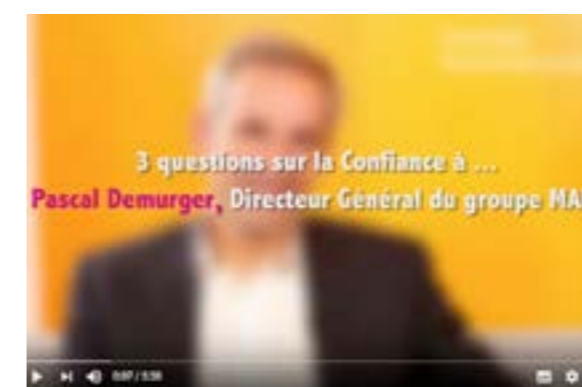 3 questions sur la Confiance à ...
Pascal Demurger, Directeur Général du groupe MA